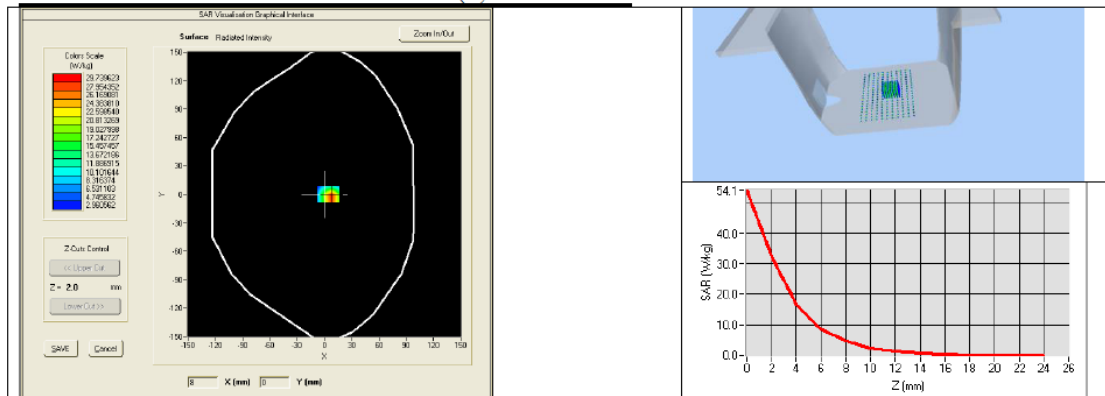 SAR Visualisation Graphical Interface
Surface Radiated Intensity
Zoom In/Out
Colors Scale
(W/kg)
29.739623
27.954352
26.169081
24.383810
22.598540
20.813269
19.027998
17.242727
15.457457
13.672186
11.886915
10.101644
8.316374
6.531103
4.745832
2.960562
Z-Cuts Control
<< Upper Cut
Z = 2.0 mm
Lower Cut >>
SAVE Cancel
150
120
90
60
30
0
-30
-60
-90
-120
-150
Y
-150 -120 -90 -60 -30 0 30 60 90 120 150
X
8 X (mm) 0 Y (mm)
54.1
40.0
30.0
20.0
10.0
0.0
SAR (W/kg)
0 2 4 6 8 10 12 14 16 18 20 22 24 26
Z (mm)